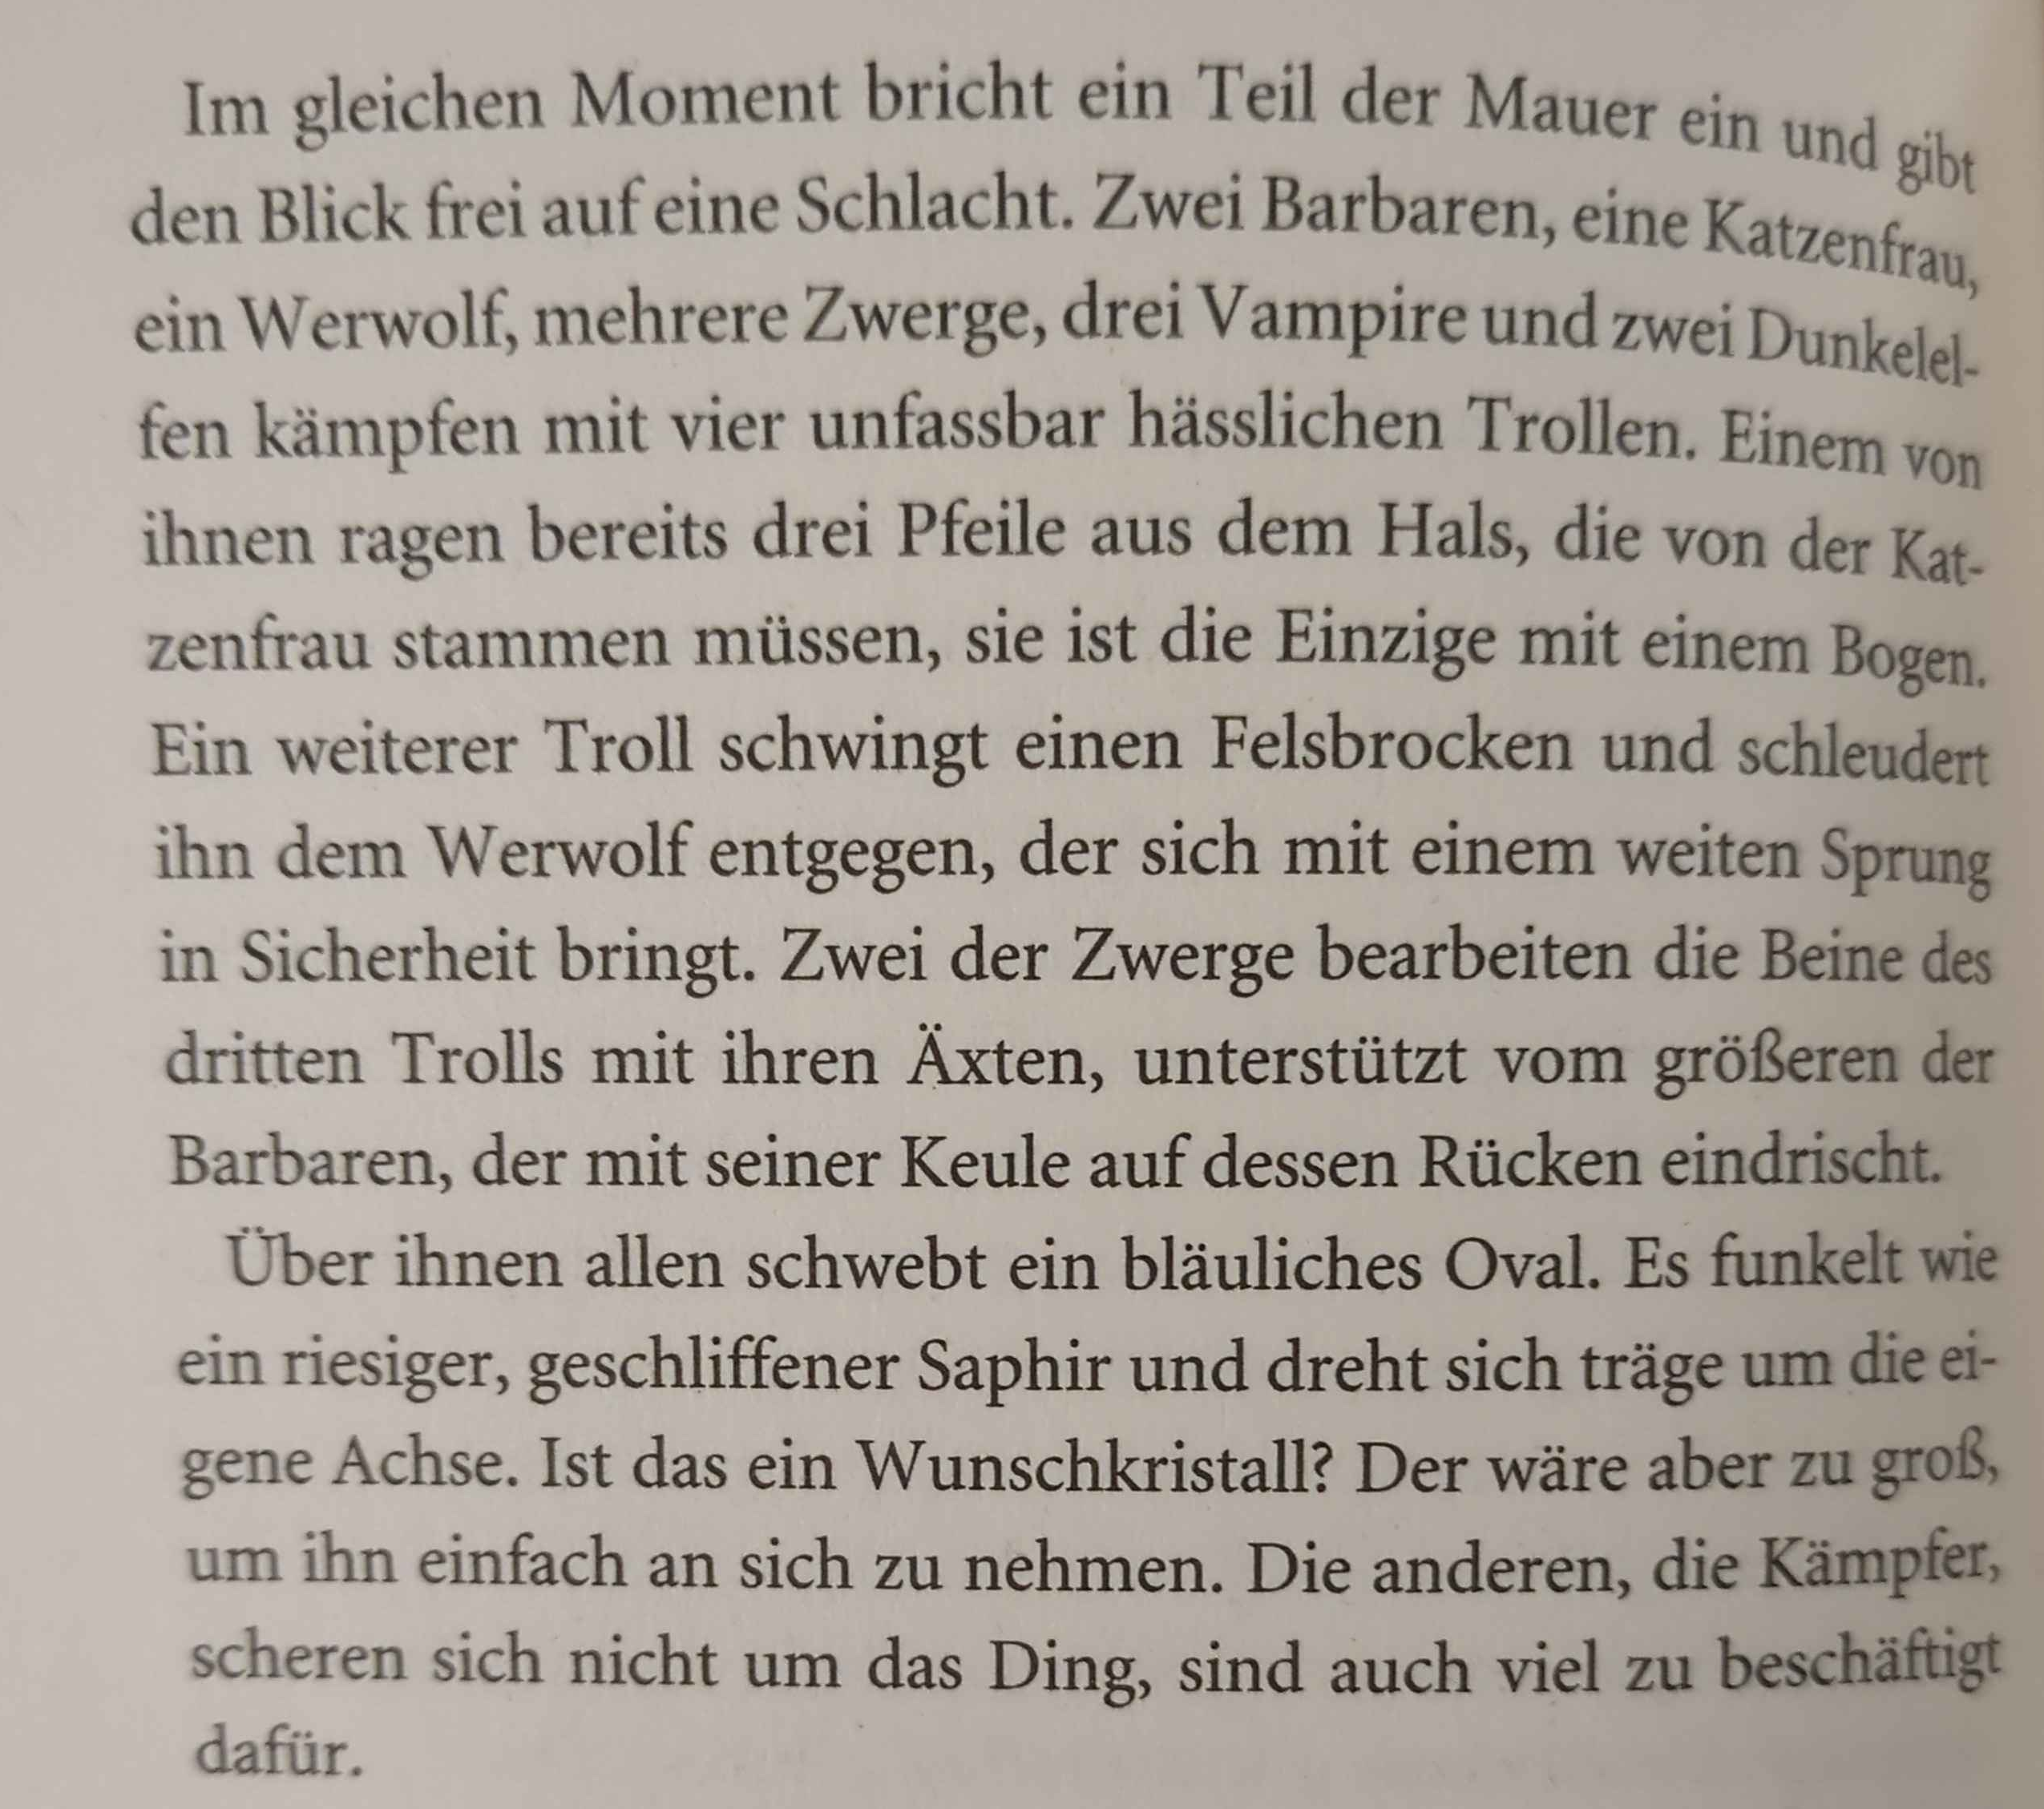 Im gleichen Moment bricht ein Teil der Mauer ein und gibt
den Blick frei auf eine Schlacht. Zwei Barbaren, eine Katzenfrau,
ein Werwolf, mehrere Zwerge, drei Vampire und zwei Dunkelel-
fen kämpfen mit vier unfassbar hässlichen Trollen. Einem von
ihnen ragen bereits drei Pfeile aus dem Hals, die von der Kat-
zenfrau stammen müssen, sie ist die Einzige mit einem Bogen.
Ein weiterer Troll schwingt einen Felsbrocken und schleudert
ihn dem Werwolf entgegen, der sich mit einem weiten Sprung
in Sicherheit bringt. Zwei der Zwerge bearbeiten die Beine des
dritten Trolls mit ihren Äxten, unterstützt vom größeren der
Barbaren, der mit seiner Keule auf dessen Rücken eindrischt.
Über ihnen allen schwebt ein bläuliches Oval. Es funkelt wie
ein riesiger, geschliffener Saphir und dreht sich träge um die ei-
gene Achse. Ist das ein Wunschkristall? Der wäre aber zu groß,
um ihn einfach an sich zu nehmen. Die anderen, die Kämpfer,
scheren sich nicht um das Ding, sind auch viel zu beschäftigt
dafür.